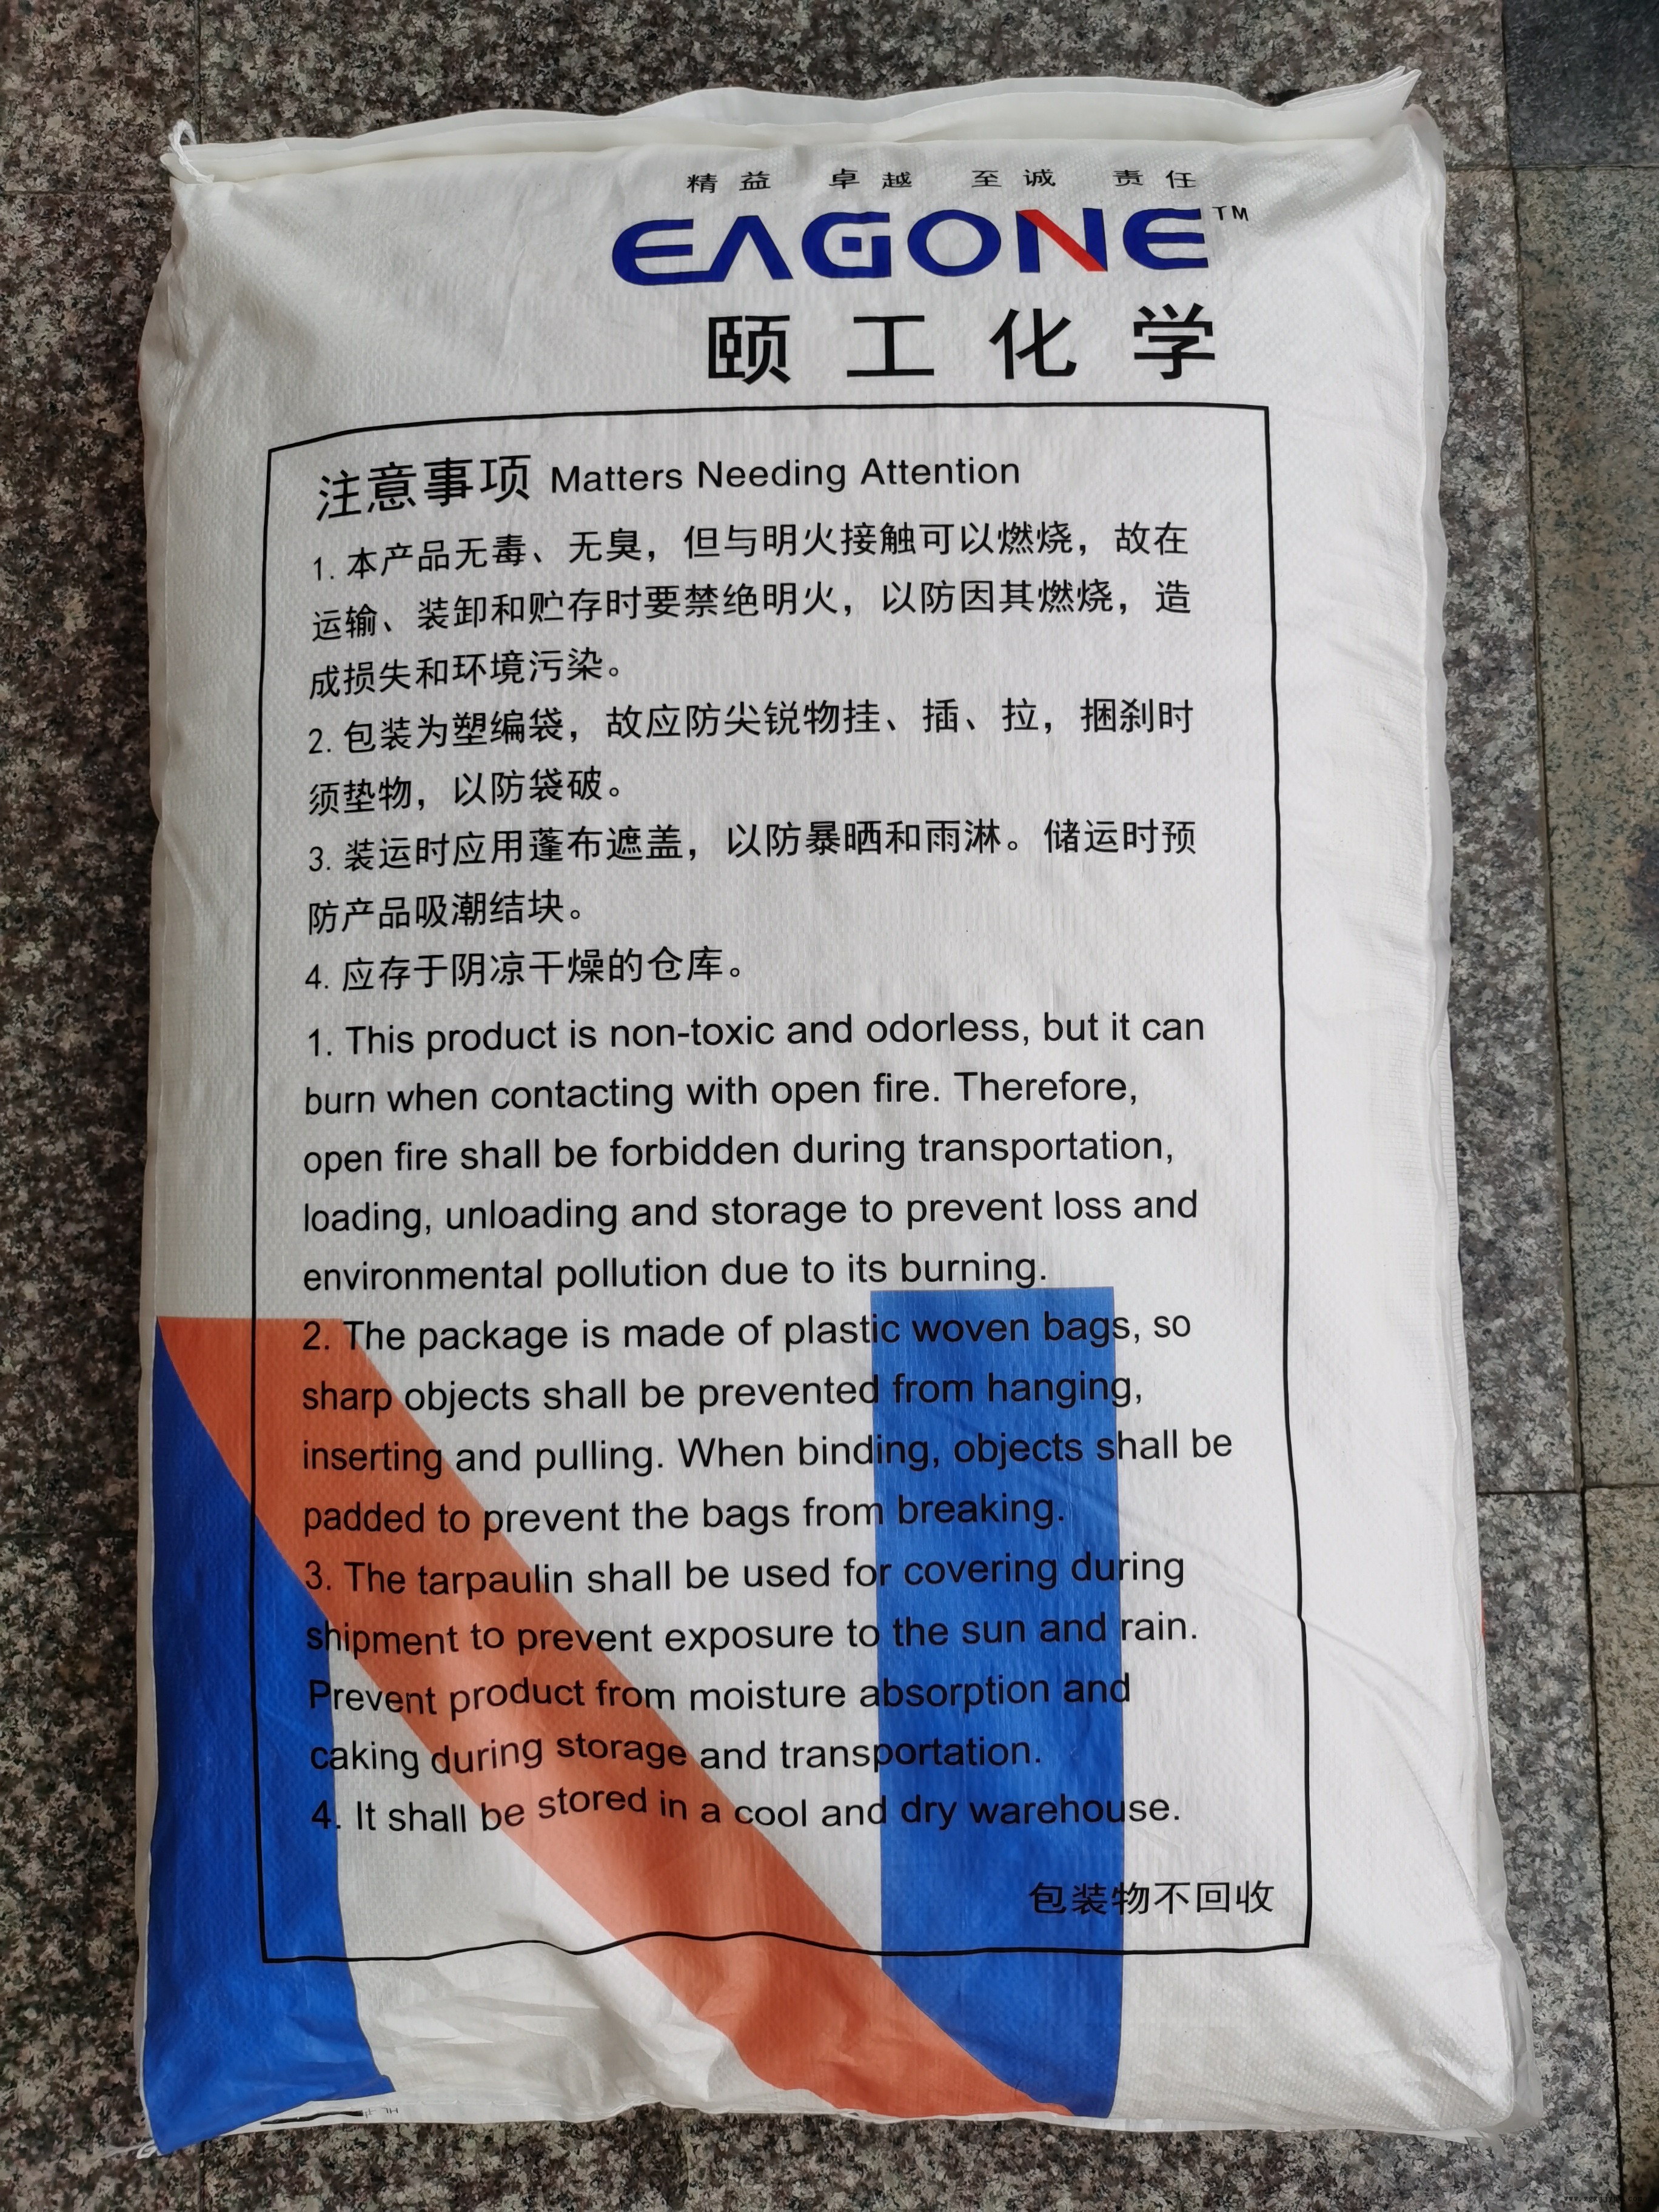 精益 卓越 至诚 责任
EAGONE™
颐工化学
注意事项 Matters Needing Attention
1. 本产品无毒、无臭，但与明火接触可以燃烧，故在
运输、装卸和贮存时要禁绝明火，以防因其燃烧，造
成损失和环境污染。
2. 包装为塑编袋，故应防尖锐物挂、插、拉，捆刹时
须垫物，以防袋破。
3. 装运时应用蓬布遮盖，以防暴晒和雨淋。储运时预
防产品吸潮结块。
4. 应存于阴凉干燥的仓库。
1. This product is non-toxic and odorless, but it can
burn when contacting with open fire. Therefore,
open fire shall be forbidden during transportation,
loading, unloading and storage to prevent loss and
environmental pollution due to its burning.
2. The package is made of plastic woven bags, so
sharp objects shall be prevented from hanging,
inserting and pulling. When binding, objects shall be
padded to prevent the bags from breaking.
3. The tarpaulin shall be used for covering during
shipment to prevent exposure to the sun and rain.
Prevent product from moisture absorption and
caking during storage and transportation.
4. It shall be stored in a cool and dry warehouse.
包装物不回收